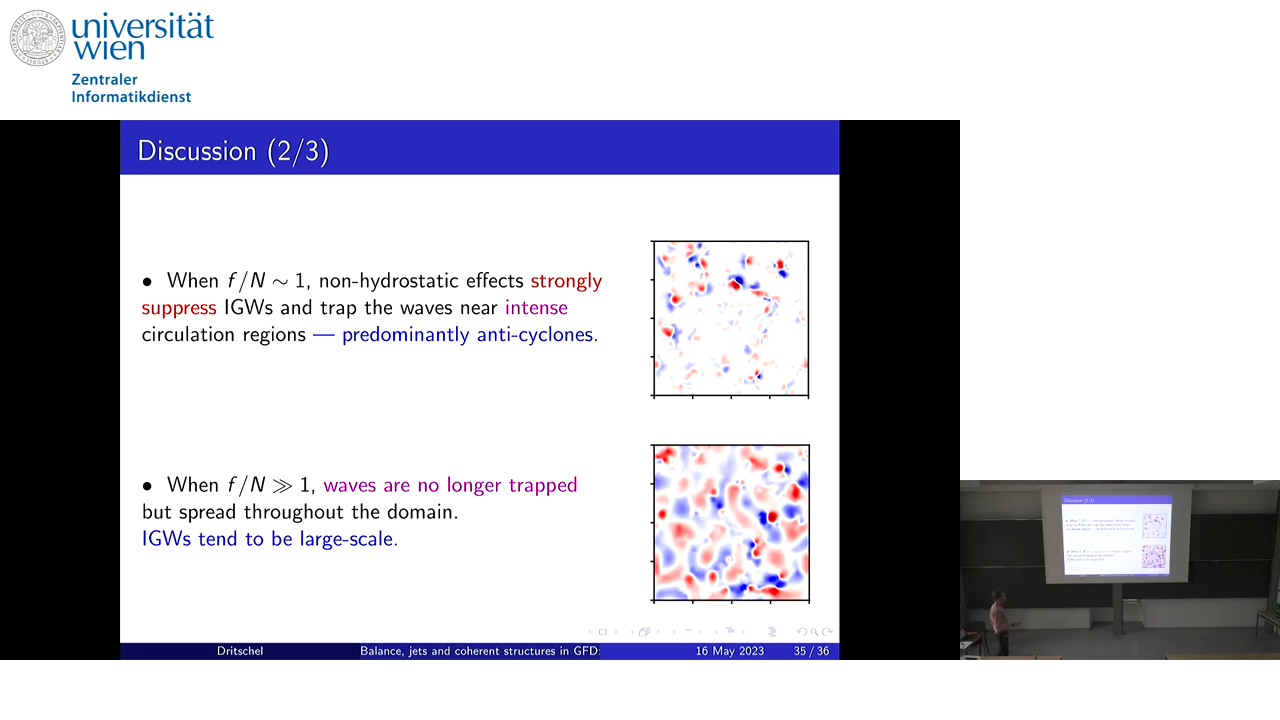 universität
wien
Zentraler
Informatikdienst
Discussion (2/3)
• When f/N ∼ 1, non-hydrostatic effects strongly
suppress IGWs and trap the waves near intense
circulation regions — predominantly anti-cyclones.
• When f/N ≫ 1, waves are no longer trapped
but spread throughout the domain.
IGWs tend to be large-scale.
Dritschel
Balance, jets and coherent structures in GFD:
16 May 2023
35 / 36
Discussion (2/3)